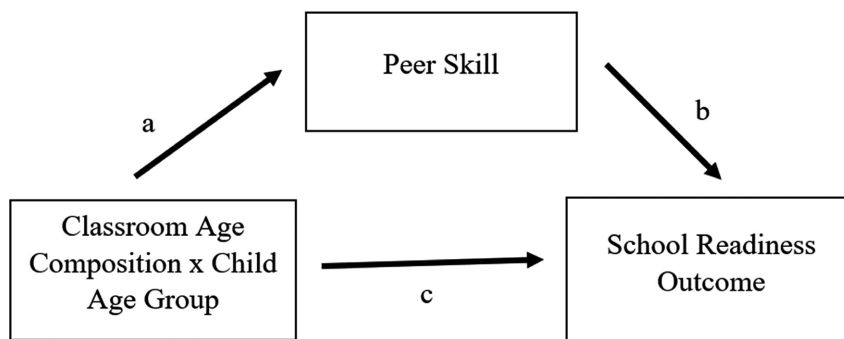 Peer Skill
a
b
Classroom Age
Composition x Child
Age Group
School Readiness
Outcome
c